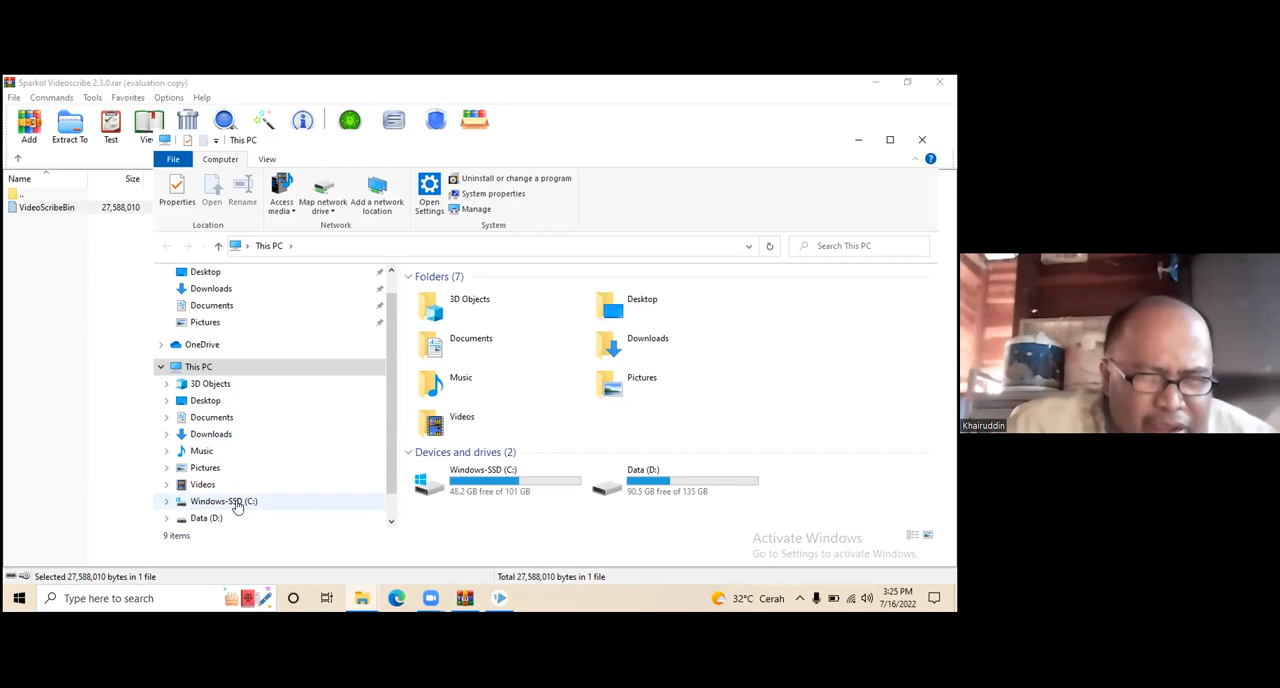 Sparkol Videoscribe 2.3.0.rar (evaluation copy)
File Commands Tools Favorites Options Help
Add Extract To Test
This PC
File Computer View
Properties Open Rename
Access media Map network drive Add a network location
Open Settings
Uninstall or change a program
System properties
Manage
Location Network System
Name Size
..
VideoScribeBin 27,588,010
This PC
Search This PC
Desktop
Downloads
Documents
Pictures
OneDrive
This PC
3D Objects
Desktop
Documents
Downloads
Music
Pictures
Videos
Windows-SSD (C:)
Data (D:)
Folders (7)
3D Objects Desktop
Documents Downloads
Music Pictures
Videos
Devices and drives (2)
Windows-SSD (C:)
48.2 GB free of 101 GB
Data (D:)
90.5 GB free of 135 GB
9 items
Activate Windows
Go to Settings to activate Windows.
Selected 27,588,010 bytes in 1 file
Total 27,588,010 bytes in 1 file
Type here to search
32°C Cerah
3:25 PM
7/16/2022
Khairuddin